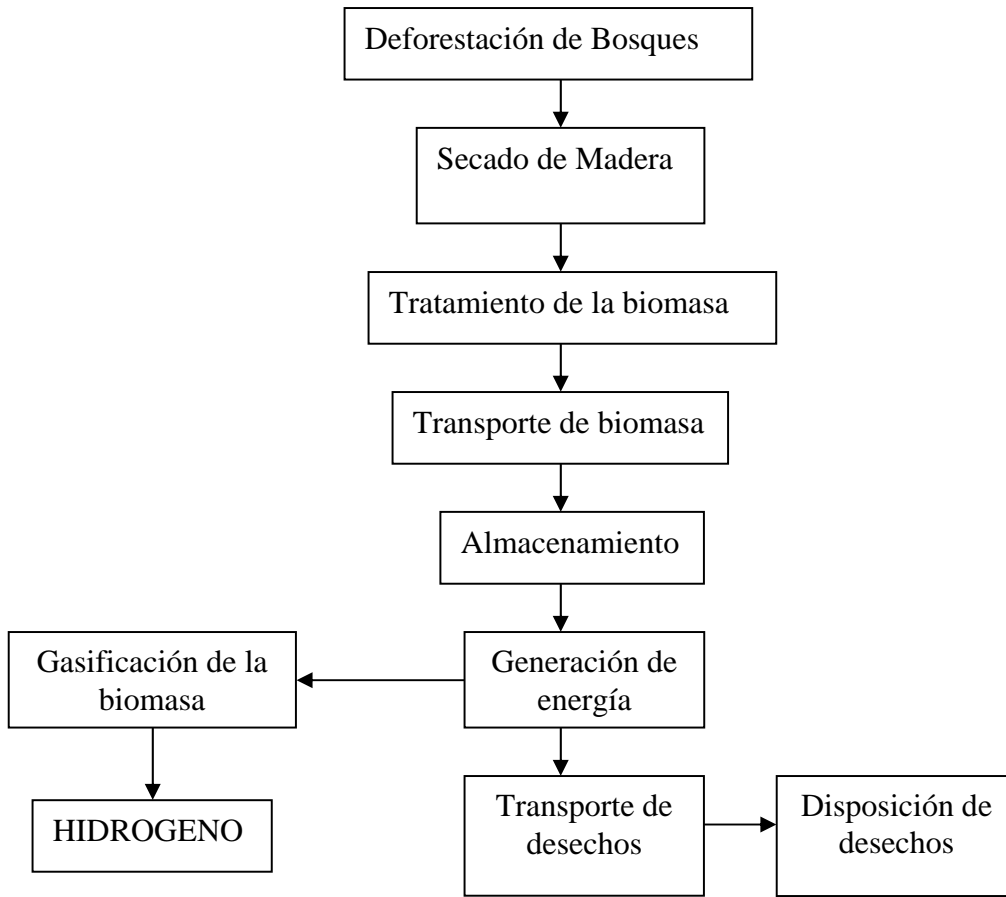 Deforestación de Bosques
Secado de Madera
Tratamiento de la biomasa
Transporte de biomasa
Almacenamiento
Gasificación de la
biomasa
Generación de
energía
HIDROGENO
Transporte de
desechos
Disposición de
desechos